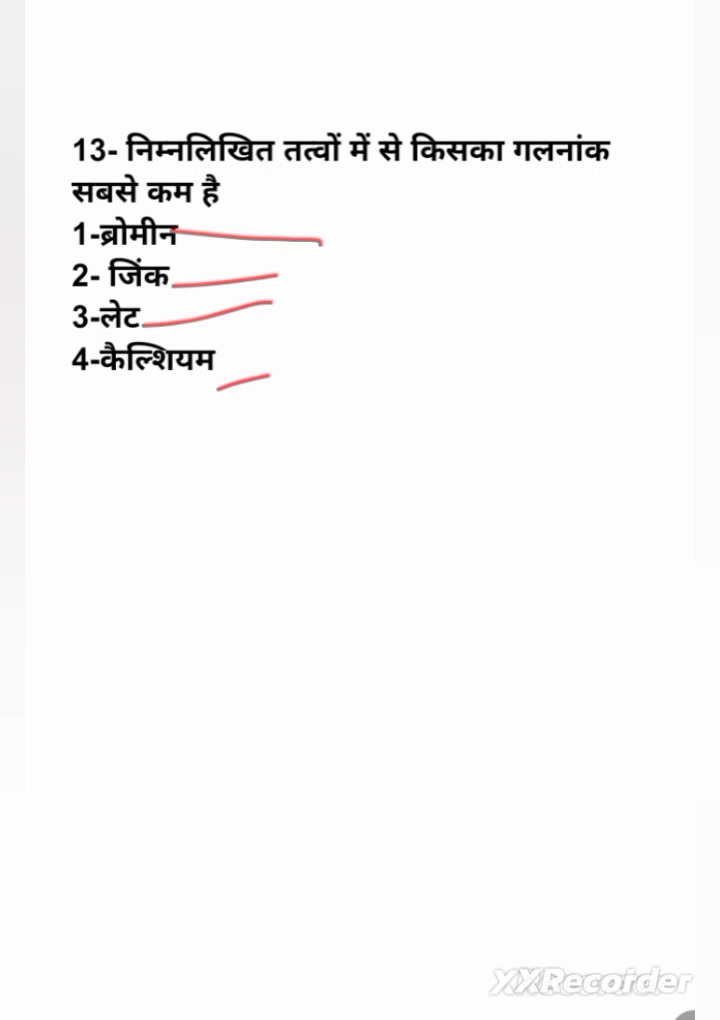 13- निम्नलिखित तत्वों में से किसका गलनांक
सबसे कम है
1-ब्रोमीन
2- जिंक
3-लेट
4-कैल्शियम
XXRecorder